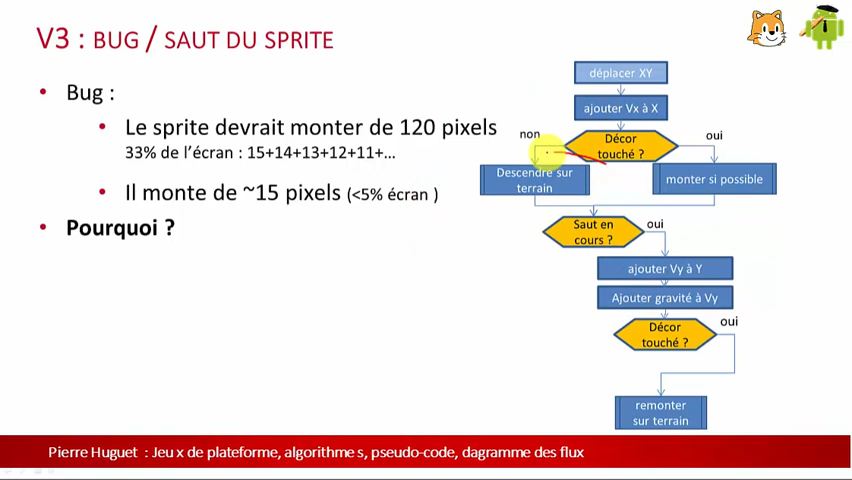 V3 : BUG / SAUT DU SPRITE
• Bug :
• Le sprite devrait monter de 120 pixels
33% de l'écran : 15+14+13+12+11+...
• Il monte de ~15 pixels (<5% écran )
• Pourquoi ?
déplacer XY
ajouter Vx à X
non
Décor
touché ?
oui
Descendre sur
terrain
monter si possible
Saut en
cours ?
oui
ajouter Vy à Y
Ajouter gravité à Vy
Décor
touché ?
oui
remonter
sur terrain
Pierre Huguet : Jeu x de plateforme, algorithme s, pseudo-code, dagramme des flux